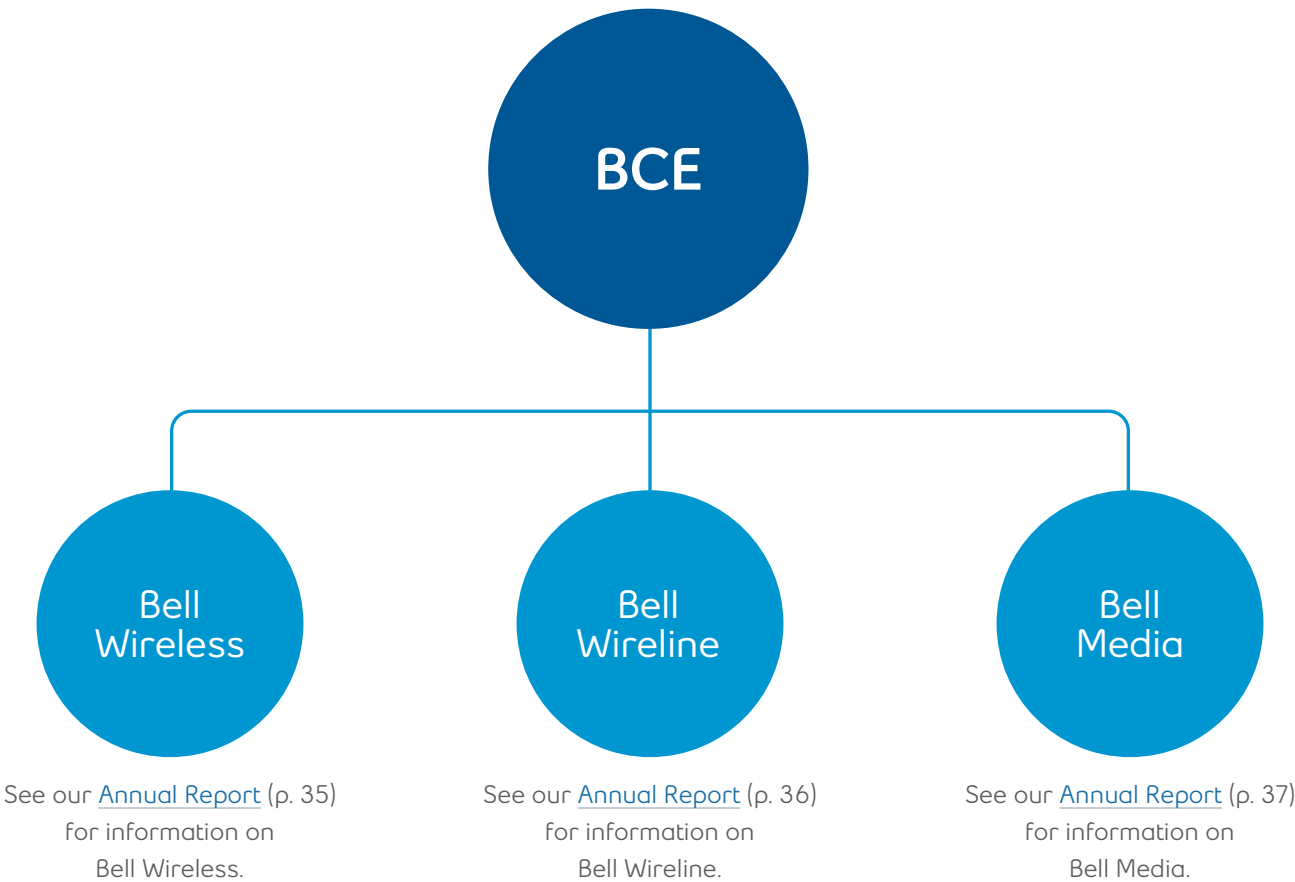 BCE
Bell
Wireless
Bell
Wireline
Bell
Media
See our Annual Report (p. 35)
for information on
Bell Wireless.
See our Annual Report (p. 36)
for information on
Bell Wireline.
See our Annual Report (p. 37)
for information on
Bell Media.